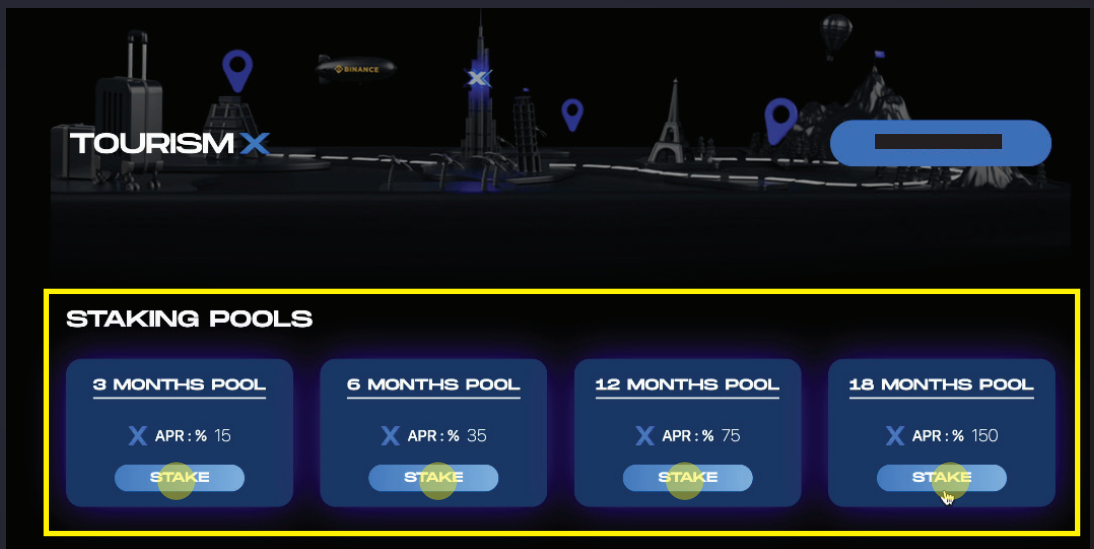 BINANCE
X
TOURISM X
STAKING POOLS
3 MONTHS POOL
X APR : % 15
STAKE
6 MONTHS POOL
X APR : % 35
STAKE
12 MONTHS POOL
X APR : % 75
STAKE
18 MONTHS POOL
X APR : % 150
STAKE